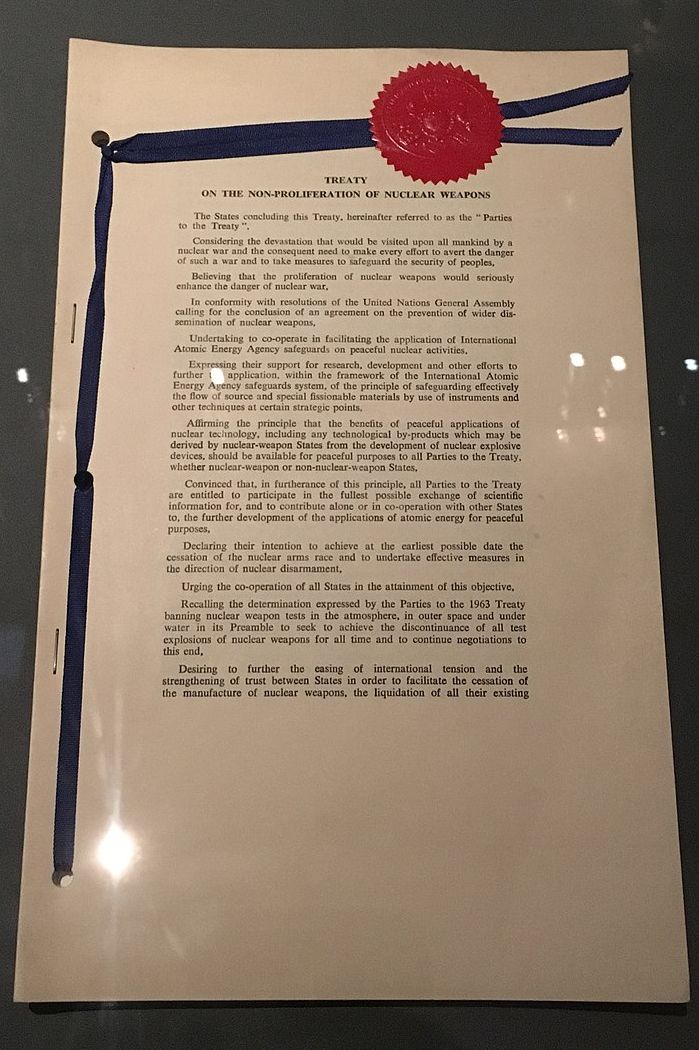 TREATY
ON THE NON-PROLIFERATION OF NUCLEAR WEAPONS
The States concluding this Treaty, hereinafter referred to as the " Parties
to the Treaty ",
Considering the devastation that would be visited upon all mankind by a
nuclear war and the consequent need to make every effort to avert the danger
of such a war and to take measures to safeguard the security of peoples,
Believing that the proliferation of nuclear weapons would seriously
enhance the danger of nuclear war,
In conformity with resolutions of the United Nations General Assembly
calling for the conclusion of an agreement on the prevention of wider dis-
semination of nuclear weapons,
Undertaking to co-operate in facilitating the application of International
Atomic Energy Agency safeguards on peaceful nuclear activities,
Expressing their support for research, development and other efforts to
further application, within the framework of the International Atomic
Energy Agency safeguards system, of the principle of safeguarding effectively
the flow of source and special fissionable materials by use of instruments and
other techniques at certain strategic points,
Affirming the principle that the benefits of peaceful applications of
nuclear technology, including any technological by-products which may be
derived by nuclear-weapon States from the development of nuclear explosive
devices, should be available for peaceful purposes to all Parties to the Treaty,
whether nuclear-weapon or non-nuclear-weapon States,
Convinced that, in furtherance of this principle, all Parties to the Treaty
are entitled to participate in the fullest possible exchange of scientific
information for, and to contribute alone or in co-operation with other States
to, the further development of the applications of atomic energy for peaceful
purposes,
Declaring their intention to achieve at the earliest possible date the
cessation of the nuclear arms race and to undertake effective measures in
the direction of nuclear disarmament,
Urging the co-operation of all States in the attainment of this objective,
Recalling the determination expressed by the Parties to the 1963 Treaty
banning nuclear weapon tests in the atmosphere, in outer space and under
water in its Preamble to seek to achieve the discontinuance of all test
explosions of nuclear weapons for all time and to continue negotiations to
this end,
Desiring to further the easing of international tension and the
strengthening of trust between States in order to facilitate the cessation of
the manufacture of nuclear weapons, the liquidation of all their existing